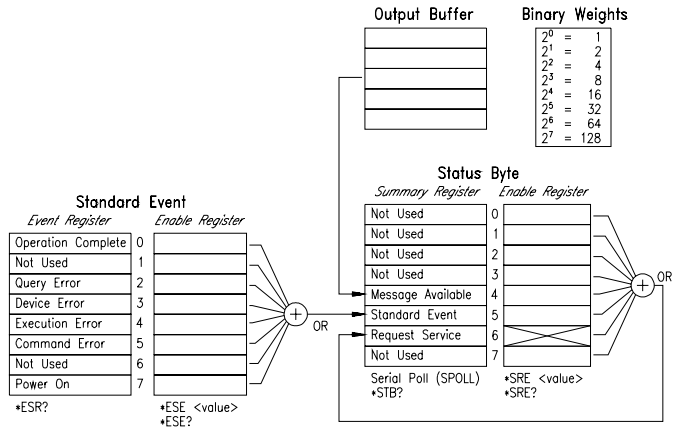 Output Buffer
Binary Weights
2⁰ = 1
2¹ = 2
2² = 4
2³ = 8
2⁴ = 16
2⁵ = 32
2⁶ = 64
2⁷ = 128
Status Byte
Summary Register Enable Register
Not Used 0
Not Used 1
Not Used 2
Not Used 3
Message Available 4
Standard Event 5
Request Service 6
Not Used 7
OR
Serial Poll (SPOLL)
*STB?
*SRE <value>
*SRE?
Standard Event
Event Register Enable Register
Operation Complete 0
Not Used 1
Query Error 2
Device Error 3
Execution Error 4
Command Error 5
Not Used 6
Power On 7
OR
*ESR?
*ESE <value>
*ESE?